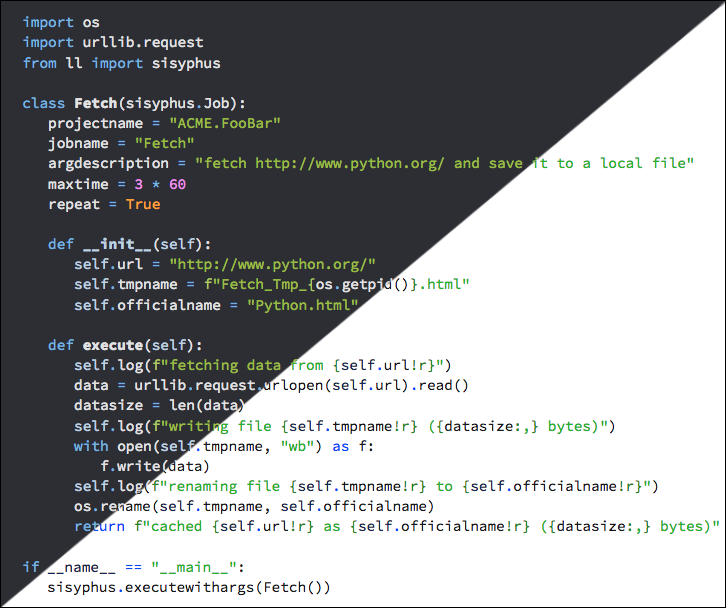 import os
import urllib.request
from ll import sisyphus

class Fetch(sisyphus.Job):
   projectname = "ACME.FooBar"
   jobname = "Fetch"
   argdescription = "fetch http://www.python.org/ and save it to a local file"
   maxtime = 3 * 60
   repeat = True

   def __init__(self):
      self.url = "http://www.python.org/"
      self.tmpname = f"Fetch_Tmp_{os.getpid()}.html"
      self.officialname = "Python.html"

   def execute(self):
      self.log(f"fetching data from {self.url!r}")
      data = urllib.request.urlopen(self.url).read()
      datasize = len(data)
      self.log(f"writing file {self.tmpname!r} ({datasize:,} bytes)")
      with open(self.tmpname, "wb") as f:
         f.write(data)
      self.log(f"renaming file {self.tmpname!r} to {self.officialname!r}")
      os.rename(self.tmpname, self.officialname)
      return f"cached {self.url!r} as {self.officialname!r} ({datasize:,} bytes)"

if __name__ == "__main__":
   sisyphus.executewithargs(Fetch())